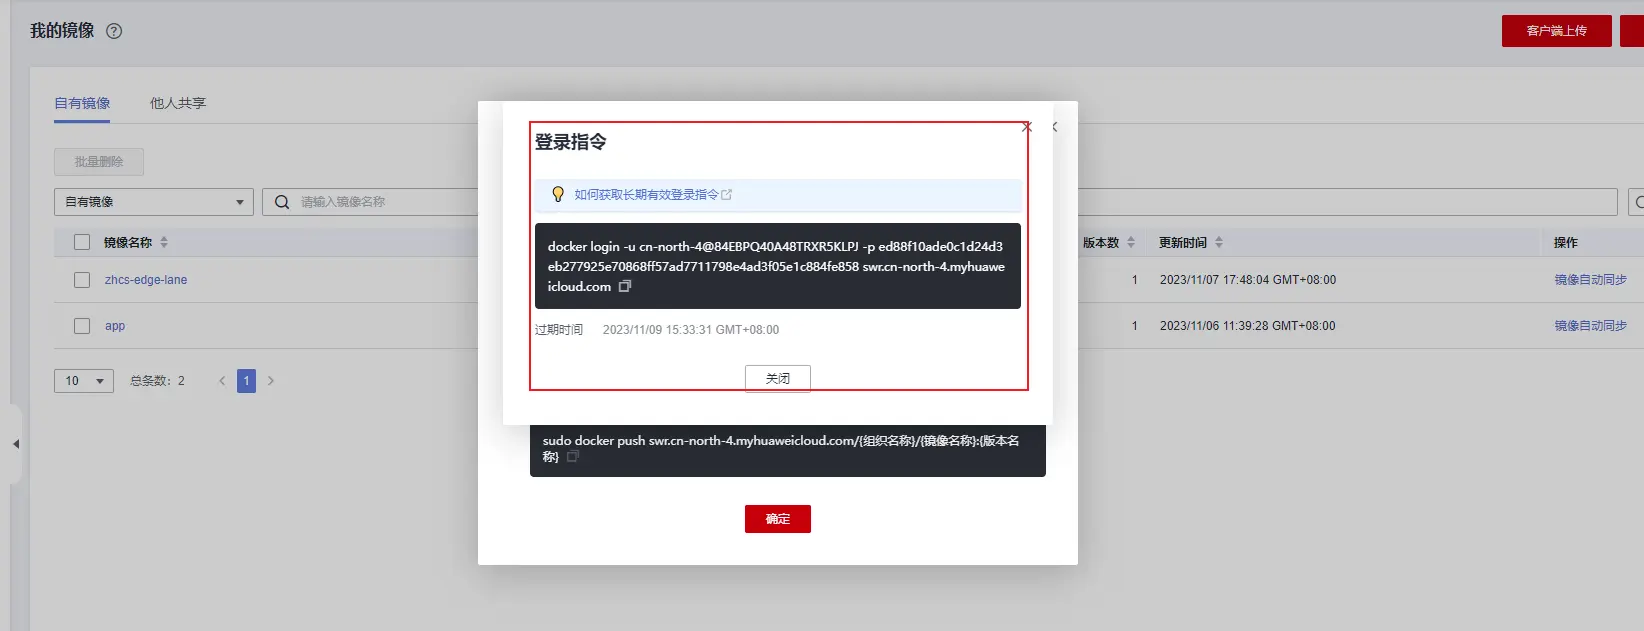 我的镜像
客户端上传
自有镜像 他人共享
批量删除
自有镜像
请输入镜像名称
镜像名称
版本数
更新时间
操作
zhcs-edge-lane
1
2023/11/07 17:48:04 GMT+08:00
镜像自动同步
app
1
2023/11/06 11:39:28 GMT+08:00
镜像自动同步
10
总条数: 2
1
登录指令
如何获取长期有效登录指令
docker login -u cn-north-4@84EBPQ40A48TRXR5KLPJ -p ed88f10ade0c1d24d3
eb277925e70868ff57ad7711798e4ad3f05e1c884fe858 swr.cn-north-4.myhuawe
icloud.com
过期时间 2023/11/09 15:33:31 GMT+08:00
关闭
sudo docker push swr.cn-north-4.myhuaweicloud.com/{组织名称}/{镜像名称}:{版本名
称}
确定